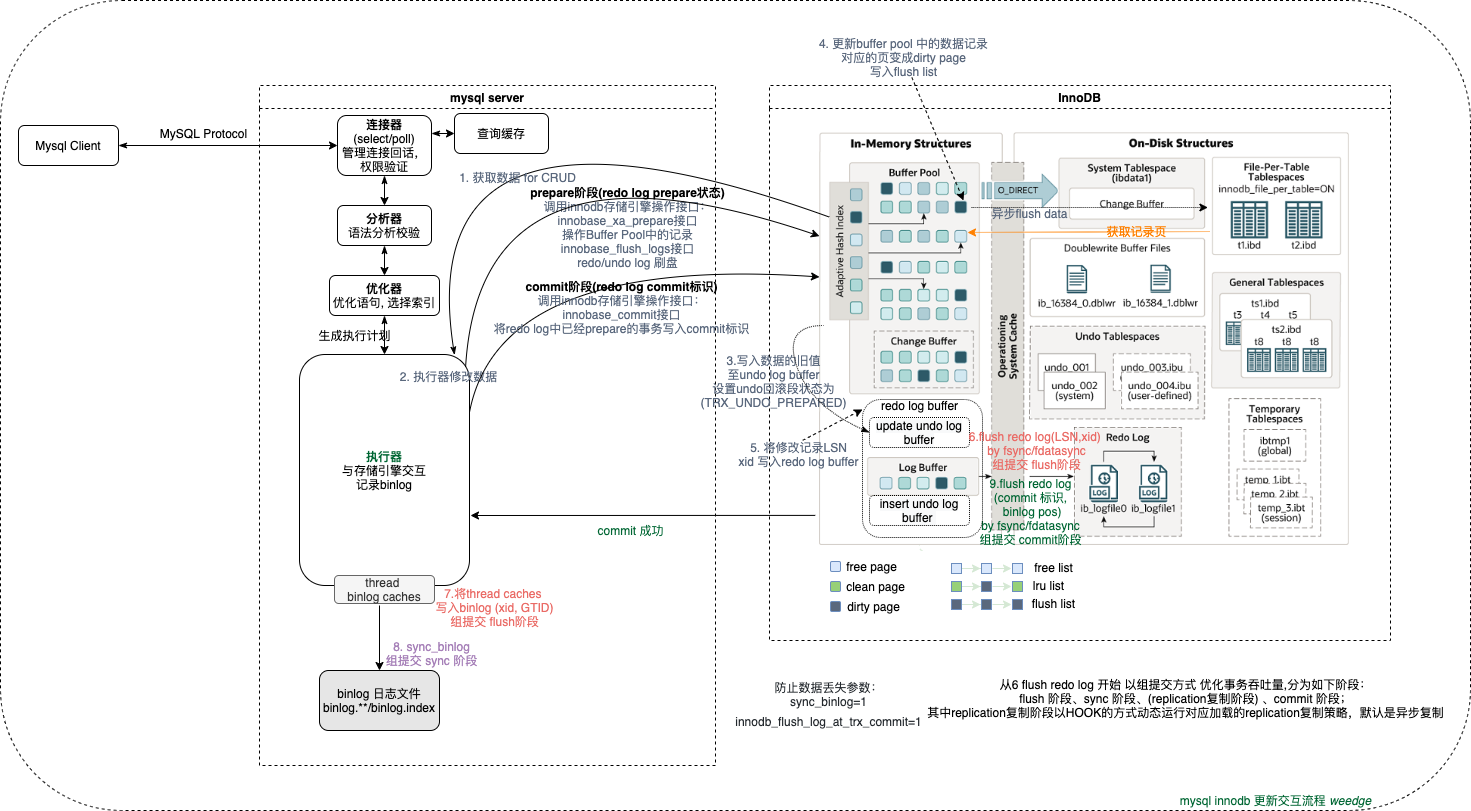 4. 更新buffer pool 中的数据记录
对应的页变成dirty page
写入flush list
mysql server
InnoDB
Mysql Client
MySQL Protocol
连接器
(select/poll)
管理连接回话，
权限验证
查询缓存
分析器
语法分析校验
优化器
优化语句, 选择索引
生成执行计划
1. 获取数据 for CRUD
prepare阶段(redo log prepare状态)
调用innodb存储引擎操作接口：
innobase_xa_prepare接口
操作Buffer Pool中的记录
innobase_flush_logs接口
redo/undo log 刷盘
commit阶段(redo log commit标识)
调用innodb存储引擎操作接口：
innobase_commit接口
将redo log中已经prepare的事务写入commit标识
2. 执行器修改数据
执行器
与存储引擎交互
记录binlog
thread
binlog caches
7.将thread caches
写入binlog (xid, GTID)
组提交 flush阶段
8. sync_binlog
组提交 sync 阶段
binlog 日志文件
binlog.**/binlog.index
commit 成功
3.写入数据的旧值
至undo log buffer
设置undo回滚段状态为
(TRX_UNDO_PREPARED)
5. 将修改记录LSN
xid 写入redo log buffer
In-Memory Structures
Buffer Pool
Adaptive Hash Index
Change Buffer
redo log buffer
update undo log
buffer
Log Buffer
insert undo log
buffer
Operationing
System Cache
O_DIRECT
异步flush data
获取记录页
6.flush redo log(LSN,xid)
by fsync/fdatasync
组提交 flush阶段
9.flush redo log
(commit 标识,
binlog pos)
by fsync/fdatasync
组提交 commit阶段
On-Disk Structures
System Tablespace
(ibdata1)
Change Buffer
File-Per-Table
Tablespaces
innodb_file_per_table=ON
t1.ibd
t2.ibd
Doublewrite Buffer Files
ib_16384_0.dblwr
ib_16384_1.dblwr
General Tablespaces
ts1.ibd
t3
t4
t5
ts2.ibd
t8
t8
t8
Undo Tablespaces
undo_001
undo_002
(system)
undo_003.ibu
undo_004.ibu
(user-defined)
Redo Log
LOG
LOG
ib_logfile0
ib_logfile1
Temporary
Tablespaces
ibtmp1
(global)
temp_1.ibt
temp_2.ibt
temp_3.ibt
(session)
free page
clean page
dirty page
free list
lru list
flush list
防止数据丢失参数：
sync_binlog=1
innodb_flush_log_at_trx_commit=1
从6 flush redo log 开始 以组提交方式 优化事务吞吐量,分为如下阶段：
flush 阶段、sync 阶段、(replication复制阶段) 、commit 阶段；
其中replication复制阶段以HOOK的方式动态运行对应加载的replication复制策略，默认是异步复制
mysql innodb 更新交互流程 weedge